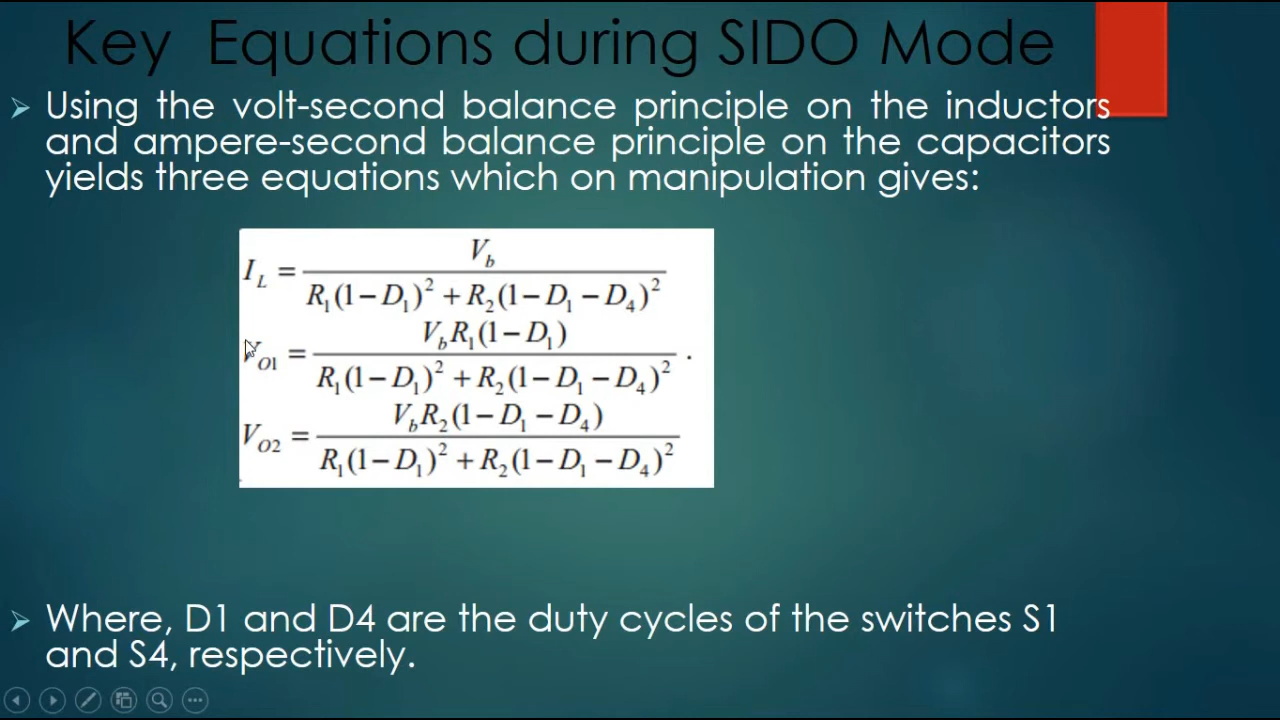 Key Equations during SIDO Mode
Using the volt-second balance principle on the inductors
and ampere-second balance principle on the capacitors
yields three equations which on manipulation gives:
I_L = V_b / (R_1(1−D_1)^2 + R_2(1−D_1−D_4)^2)
V_O1 = V_bR_1(1−D_1) / (R_1(1−D_1)^2 + R_2(1−D_1−D_4)^2) .
V_O2 = V_bR_2(1−D_1−D_4) / (R_1(1−D_1)^2 + R_2(1−D_1−D_4)^2)
Where, D1 and D4 are the duty cycles of the switches S1
and S4, respectively.